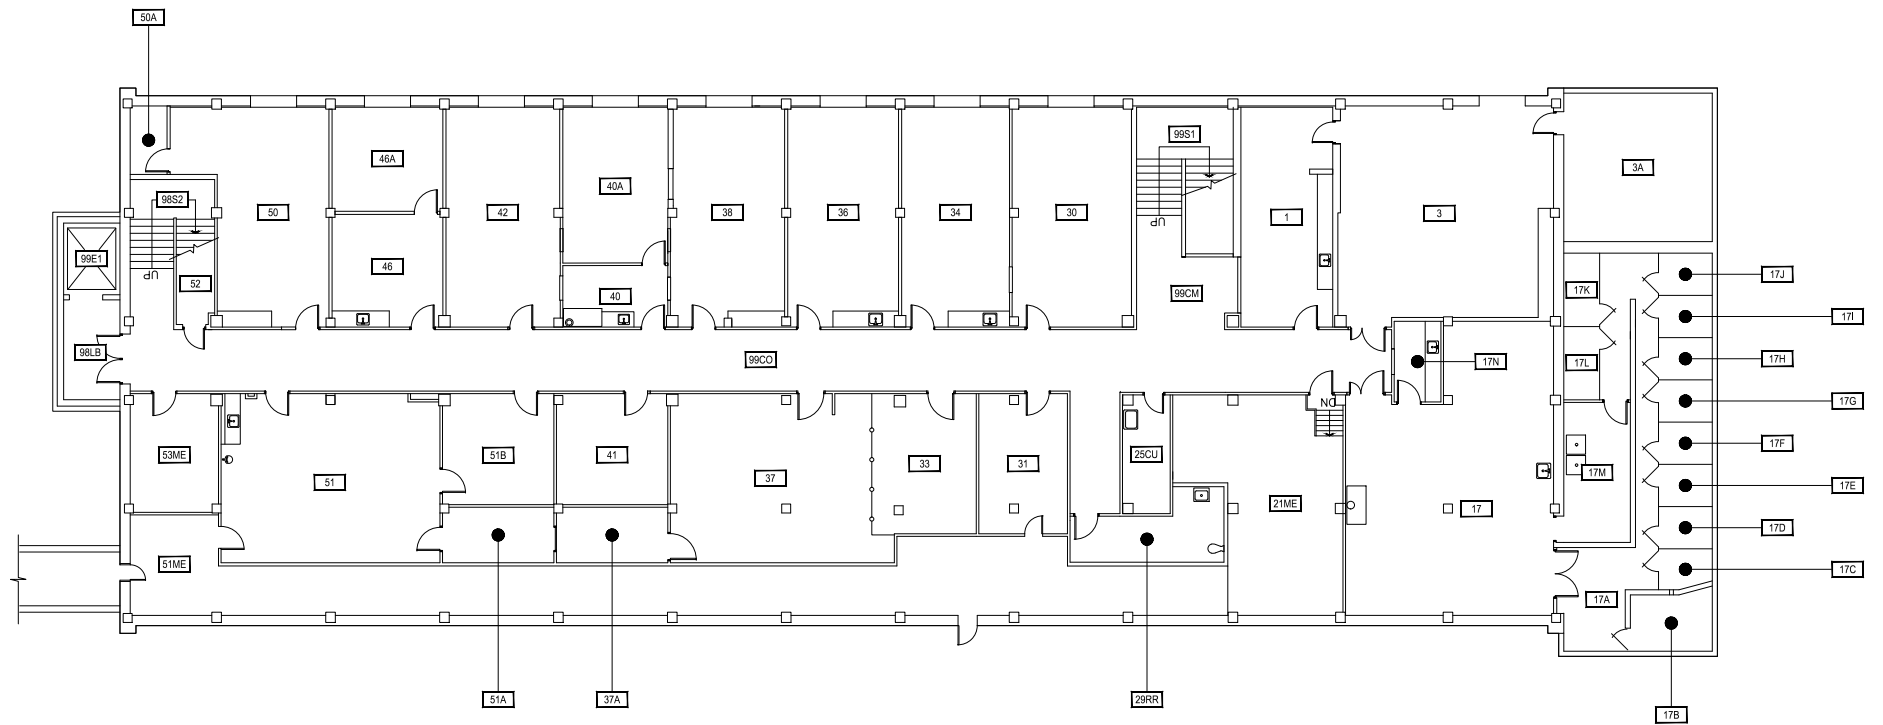 50A
99S1
46A
3A
40A
98S2
50
42
38
36
34
30
1
3
UP
99E1
46
UP
17J
52
40
99CM
17K
17I
98LB
99CO
17N
17L
17H
DN
17G
53ME
51B
41
25CU
17F
33
31
17M
51
37
17E
21ME
17
17D
51ME
17C
17A
51A
37A
29RR
17B